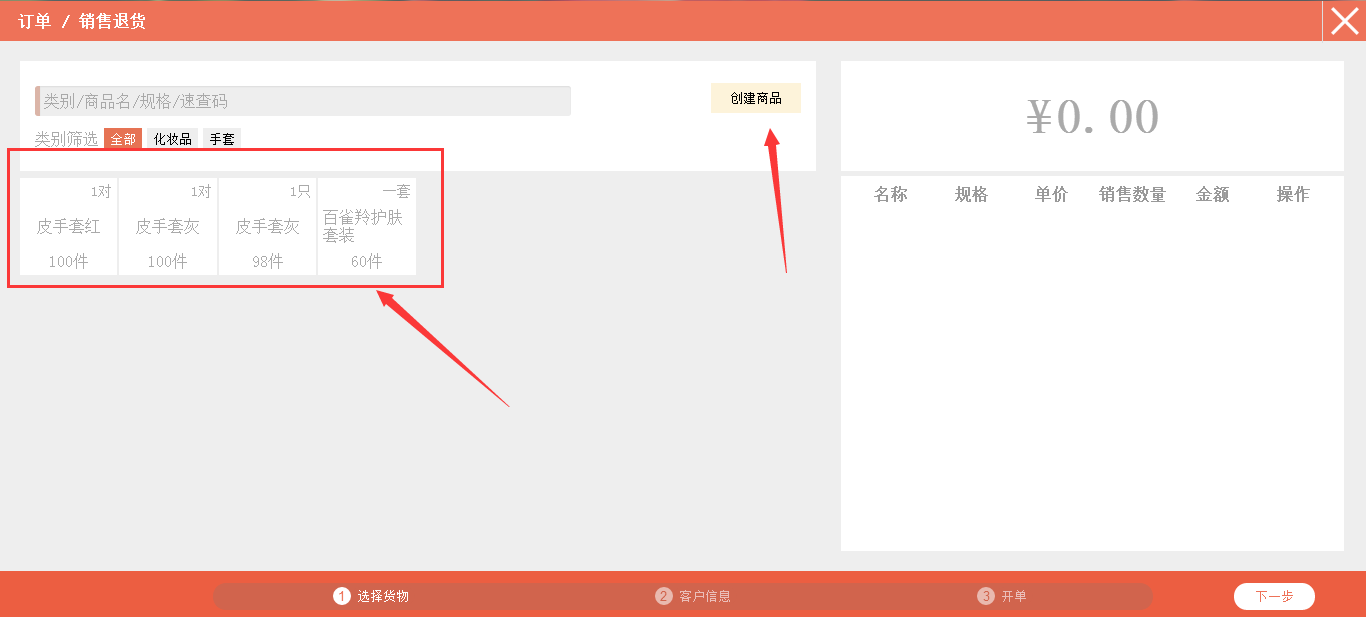 订单 / 销售退货
类别/商品名/规格/速查码
创建商品
类别筛选 全部 化妆品 手套
1对 1对 1只 一套
皮手套红 皮手套灰 皮手套灰 百雀羚护肤套装
100件 100件 98件 60件
¥0.00
名称 规格 单价 销售数量 金额 操作
1 选择货物 2 客户信息 3 开单 下一步